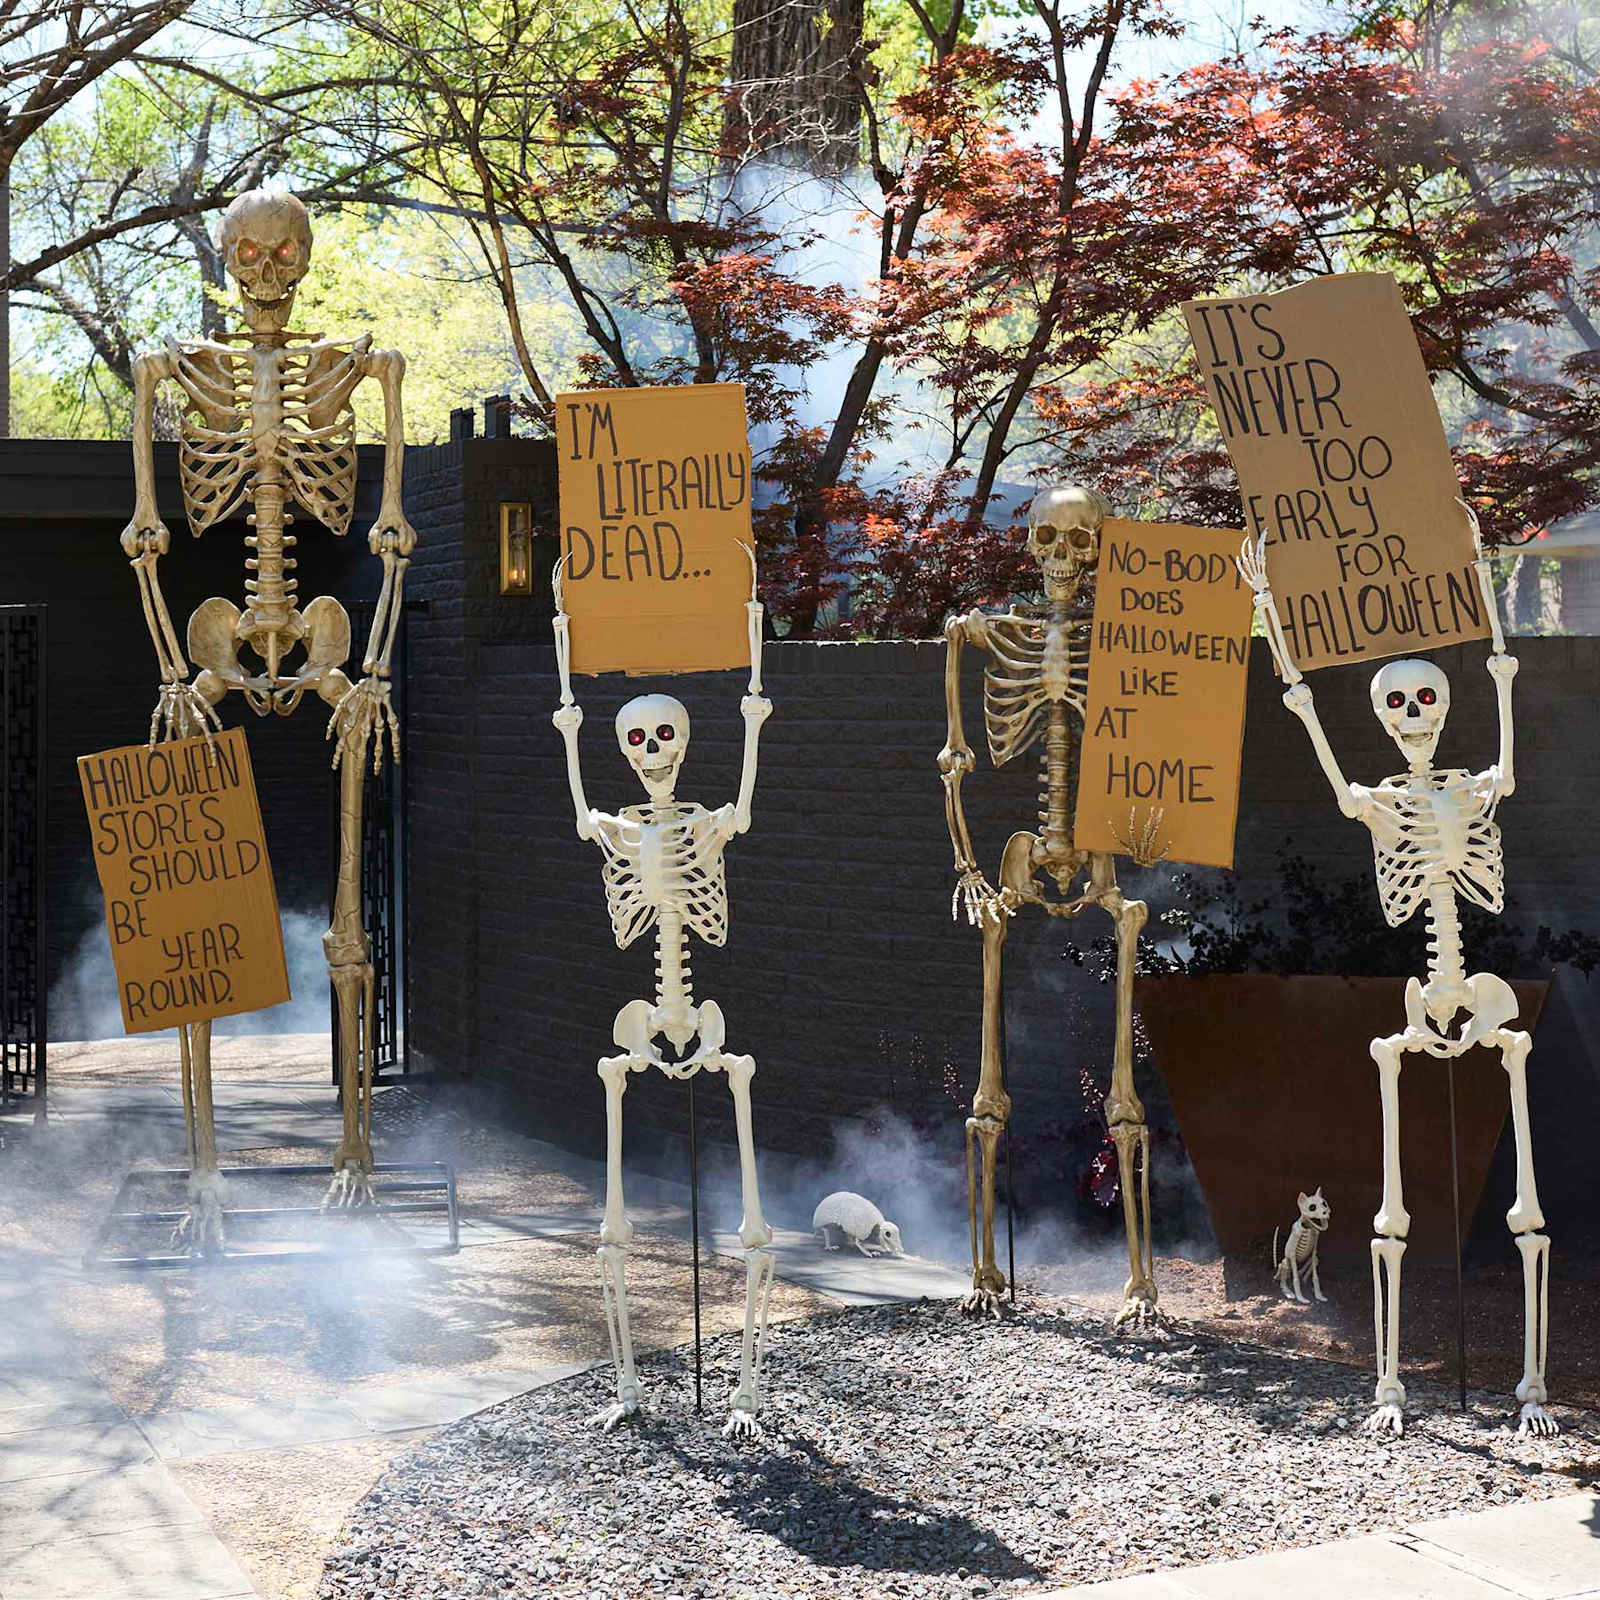 HALLOWEEN
STORES
SHOULD
BE
YEAR
ROUND.
I'M
LITERALLY
DEAD...
NO-BODY
DOES
HALLOWEEN
LiKE
AT
HOME
IT'S
NEVER
TOO
EARLY
FOR
HALLOWEEN